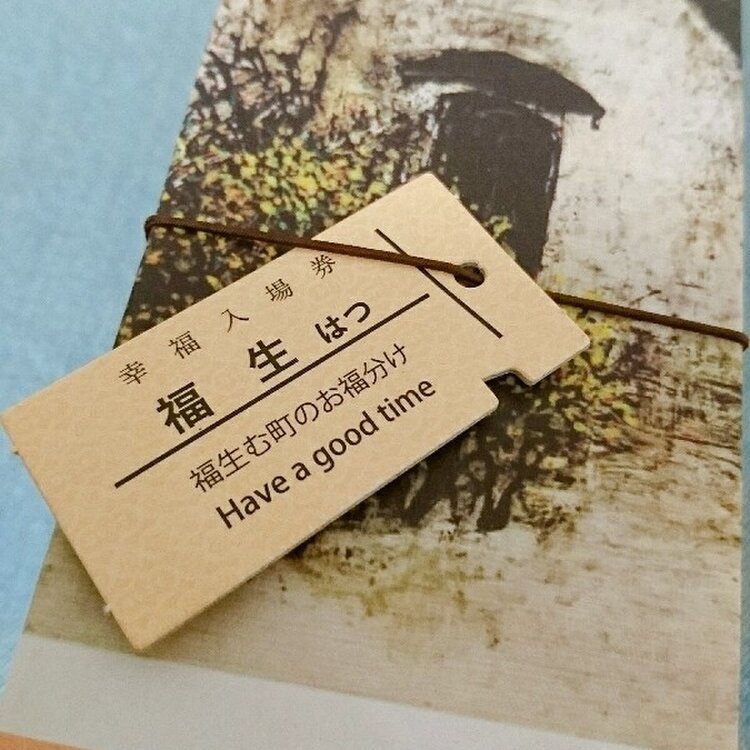 幸福入場券
福生 はつ
福生む町のお福分け
Have a good time